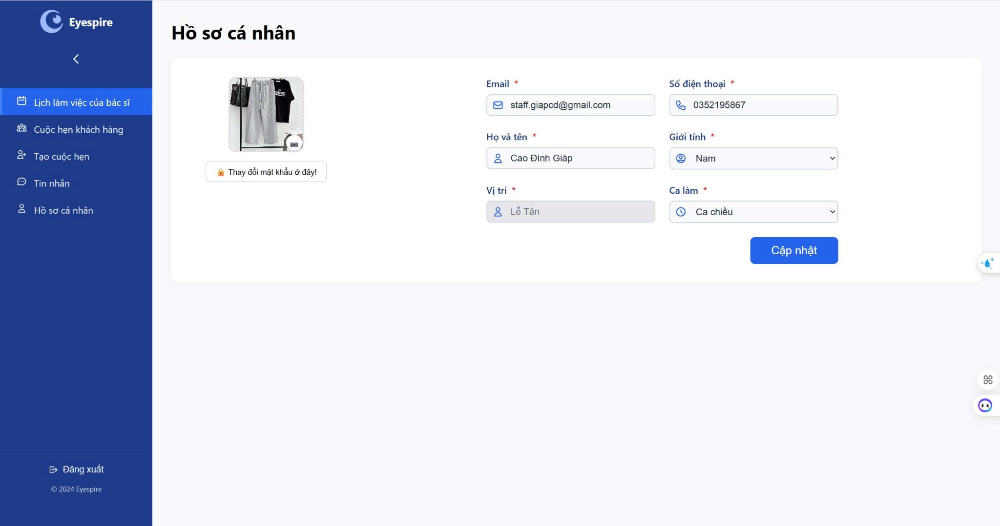 Eyespire
Lịch làm việc của bác sĩ
Cuộc hẹn khách hàng
Tạo cuộc hẹn
Tin nhắn
Hồ sơ cá nhân
Đăng xuất
© 2024 Eyespire
Hồ sơ cá nhân
Thay đổi mật khẩu ở đây!
Email *
staff.giapcd@gmail.com
Số điện thoại *
0352195867
Họ và tên *
Cao Đình Giáp
Giới tính *
Nam
Vị trí *
Lễ Tân
Ca làm *
Ca chiều
Cập nhật